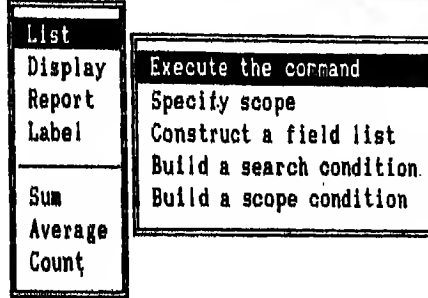 List
Display
Report
Label
Sum
Average
Count
Execute the command
Specify scope
Construct a field list
Build a search condition
Build a scope condition